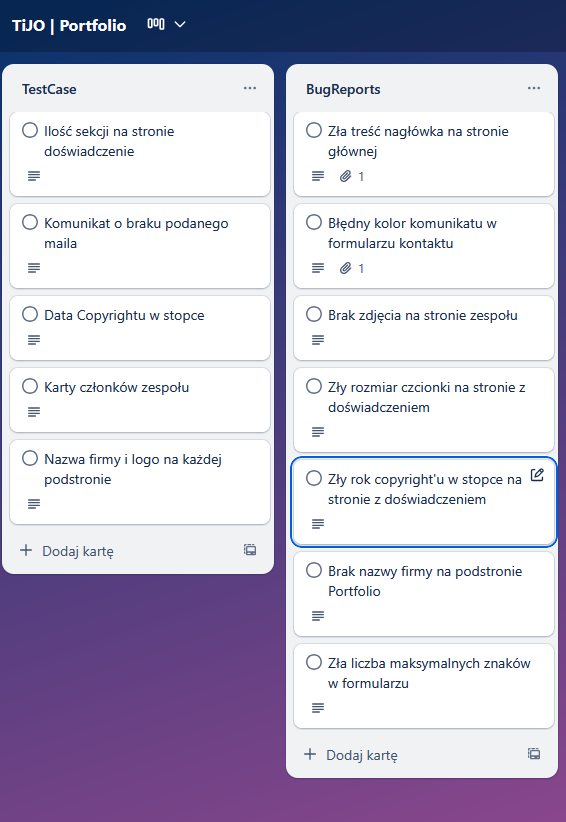 TiJO | Portfolio
TestCase
Ilość sekcji na stronie
doświadczenie
Komunikat o braku podanego
maila
Data Copyrightu w stopce
Karty członków zespołu
Nazwa firmy i logo na każdej
podstronie
Dodaj kartę
BugReports
Zła treść nagłówka na stronie
głównej
1
Błędny kolor komunikatu w
formularzu kontaktu
1
Brak zdjęcia na stronie zespołu
Zły rozmiar czcionki na stronie z
doświadczeniem
Zły rok copyright'u w stopce na
stronie z doświadczeniem
Brak nazwy firmy na podstronie
Portfolio
Zła liczba maksymalnych znaków
w formularzu
Dodaj kartę